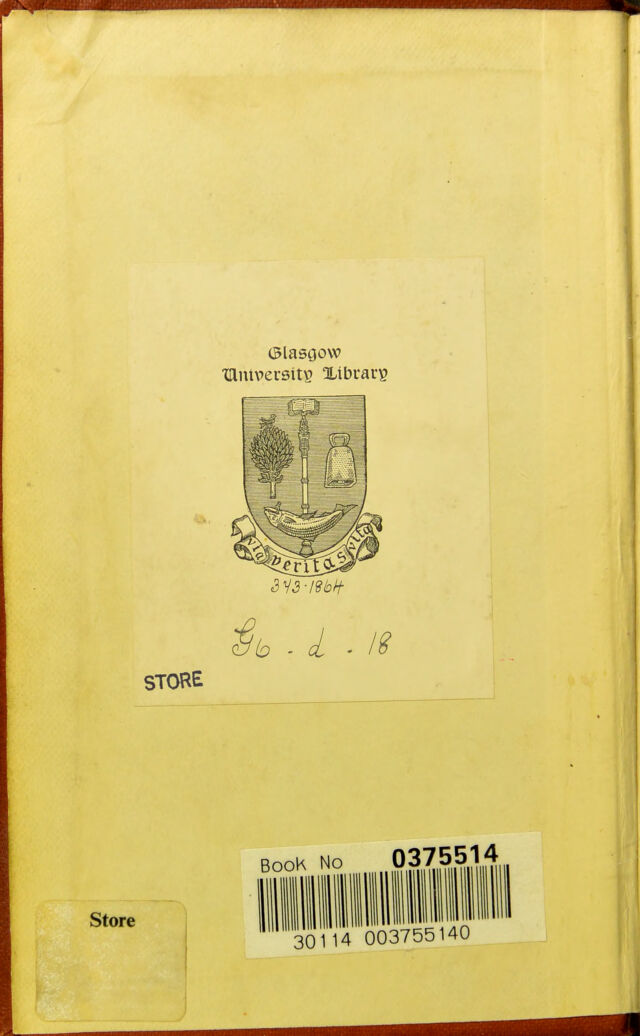 Glasgow
University Library
via veritas vita
343-1864
G6 - d - 18
STORE
Book No 0375514
30114 003755140
Store